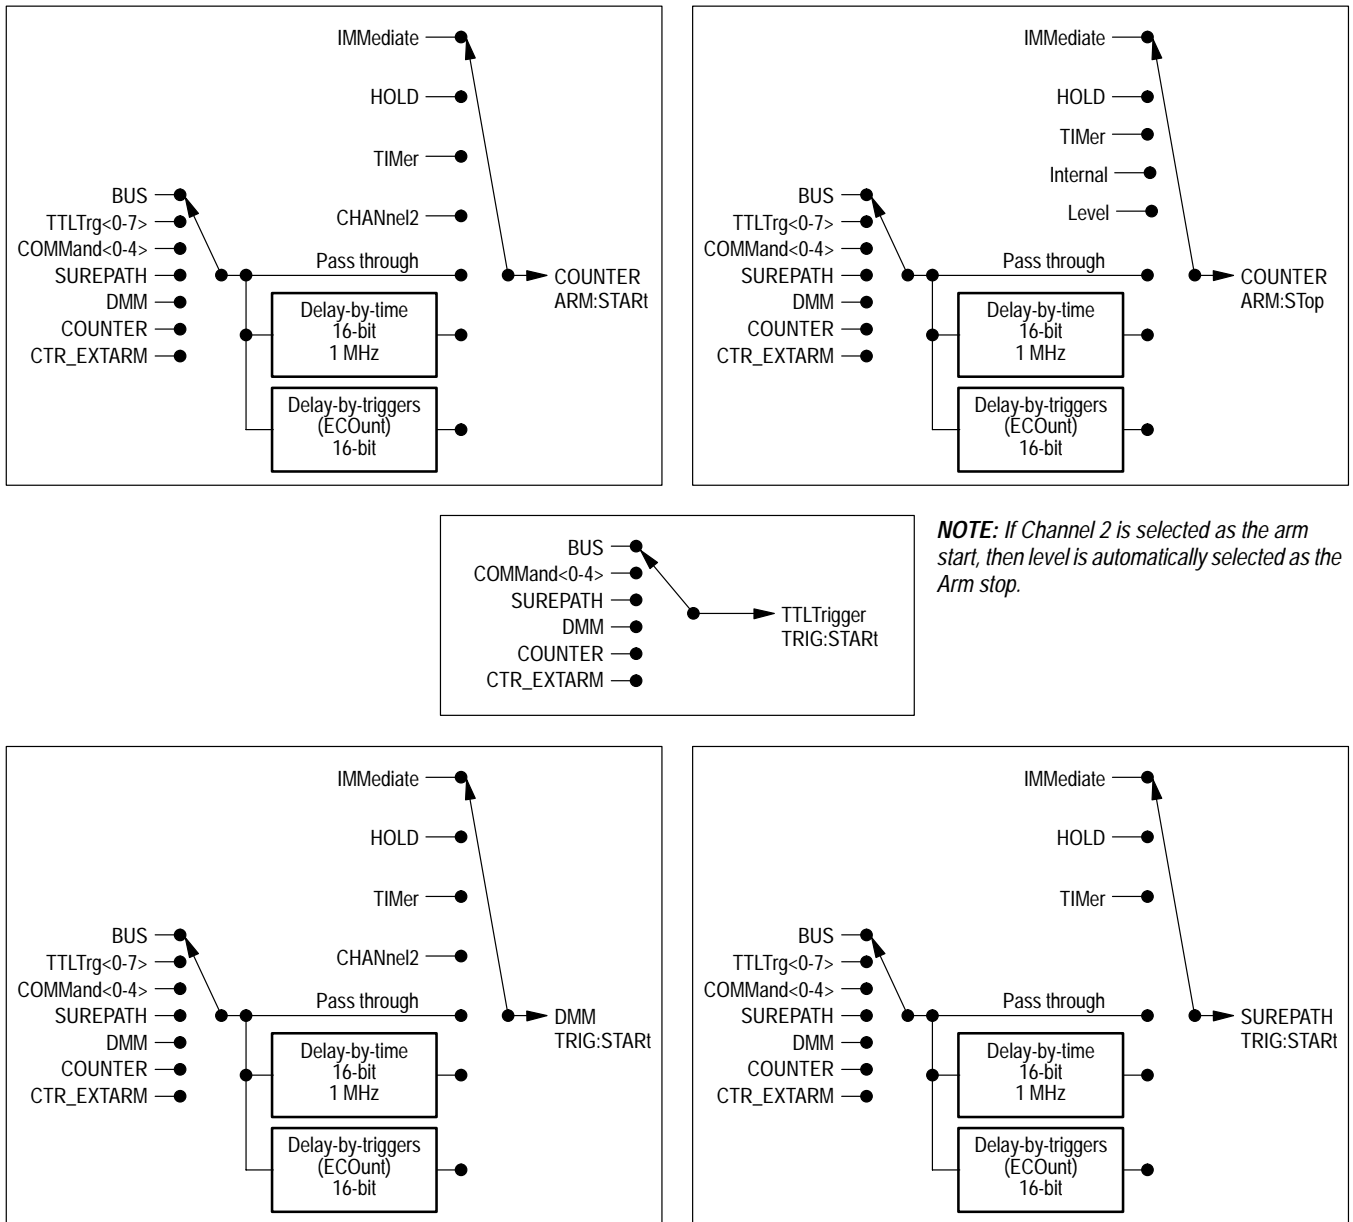 IMMediate
HOLD
TIMer
CHANnel2
BUS
TTLTrg<0-7>
COMMand<0-4>
SUREPATH
DMM
COUNTER
CTR_EXTARM
Pass through
Delay-by-time
16-bit
1 MHz
Delay-by-triggers
(ECOunt)
16-bit
COUNTER
ARM:STARt
IMMediate
HOLD
TIMer
Internal
Level
BUS
TTLTrg<0-7>
COMMand<0-4>
SUREPATH
DMM
COUNTER
CTR_EXTARM
Pass through
Delay-by-time
16-bit
1 MHz
Delay-by-triggers
(ECOunt)
16-bit
COUNTER
ARM:STop
BUS
COMMand<0-4>
SUREPATH
DMM
COUNTER
CTR_EXTARM
TTLTrigger
TRIG:STARt
NOTE: If Channel 2 is selected as the arm
start, then level is automatically selected as the
Arm stop.
IMMediate
HOLD
TIMer
CHANnel2
BUS
TTLTrg<0-7>
COMMand<0-4>
SUREPATH
DMM
COUNTER
CTR_EXTARM
Pass through
Delay-by-time
16-bit
1 MHz
Delay-by-triggers
(ECOunt)
16-bit
DMM
TRIG:STARt
IMMediate
HOLD
TIMer
BUS
TTLTrg<0-7>
COMMand<0-4>
SUREPATH
DMM
COUNTER
CTR_EXTARM
Pass through
Delay-by-time
16-bit
1 MHz
Delay-by-triggers
(ECOunt)
16-bit
SUREPATH
TRIG:STARt